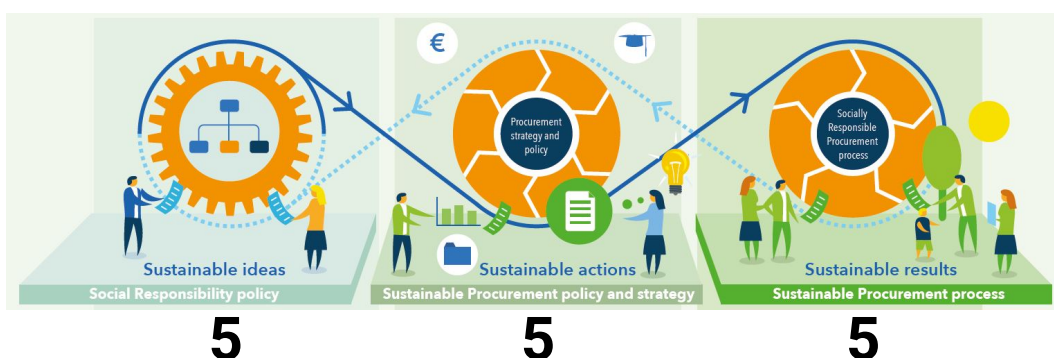 €
Procurement
strategy and
policy
Socially
Responsible
Procurement
process
Sustainable ideas
Sustainable actions
Sustainable results
Social Responsibility policy
Sustainable Procurement policy and strategy
Sustainable Procurement process
5
5
5